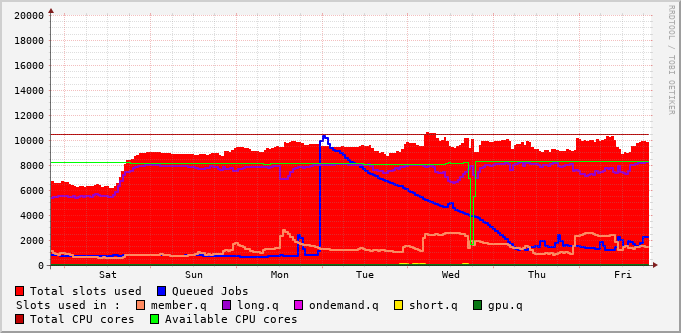 20000
RRDTOOL / TOBI OETIKER
18000
16000
14000
12000
10000
8000
6000
4000
2000
0
Sat Sun Mon Tue Wed Thu Fri
Total slots used Queued Jobs
Slots used in : member.q long.q ondemand.q short.q gpu.q
Total CPU cores Available CPU cores